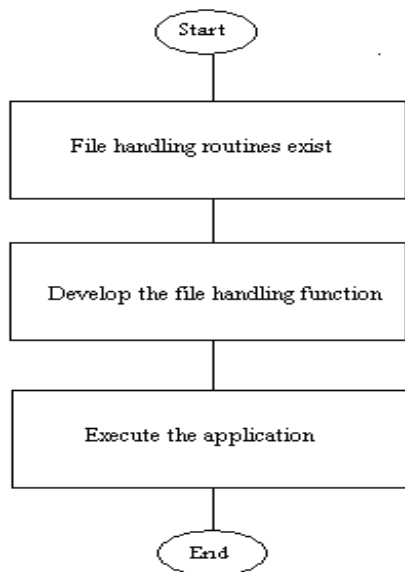 Start
File handling routines exist
Develop the file handling function
Execute the application
End